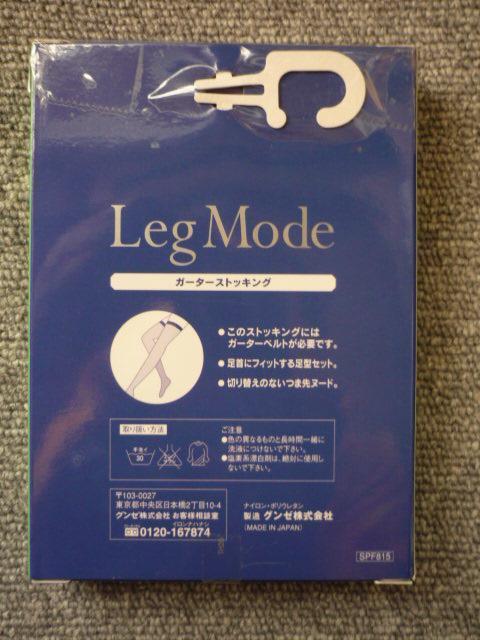 Leg Mode
ガーターストッキング
●このストッキングには
ガーターベルトが必要です。
●足首にフィットする足型セット。
●切り替えのないつま先ヌード。
取り扱い方法
手洗イ
30
ご注意
●色の異なるものと長時間一緒に
洗液につけないで下さい。
●塩素系漂白剤は、絶対に使用し
ないで下さい。
〒103-0027
東京都中央区日本橋2丁目10-4
グンゼ株式会社 お客様相談室
イロンナハナシ
0120-167874
ナイロン・ポリウレタン
製造 グンゼ株式会社
(MADE IN JAPAN)
SPF815